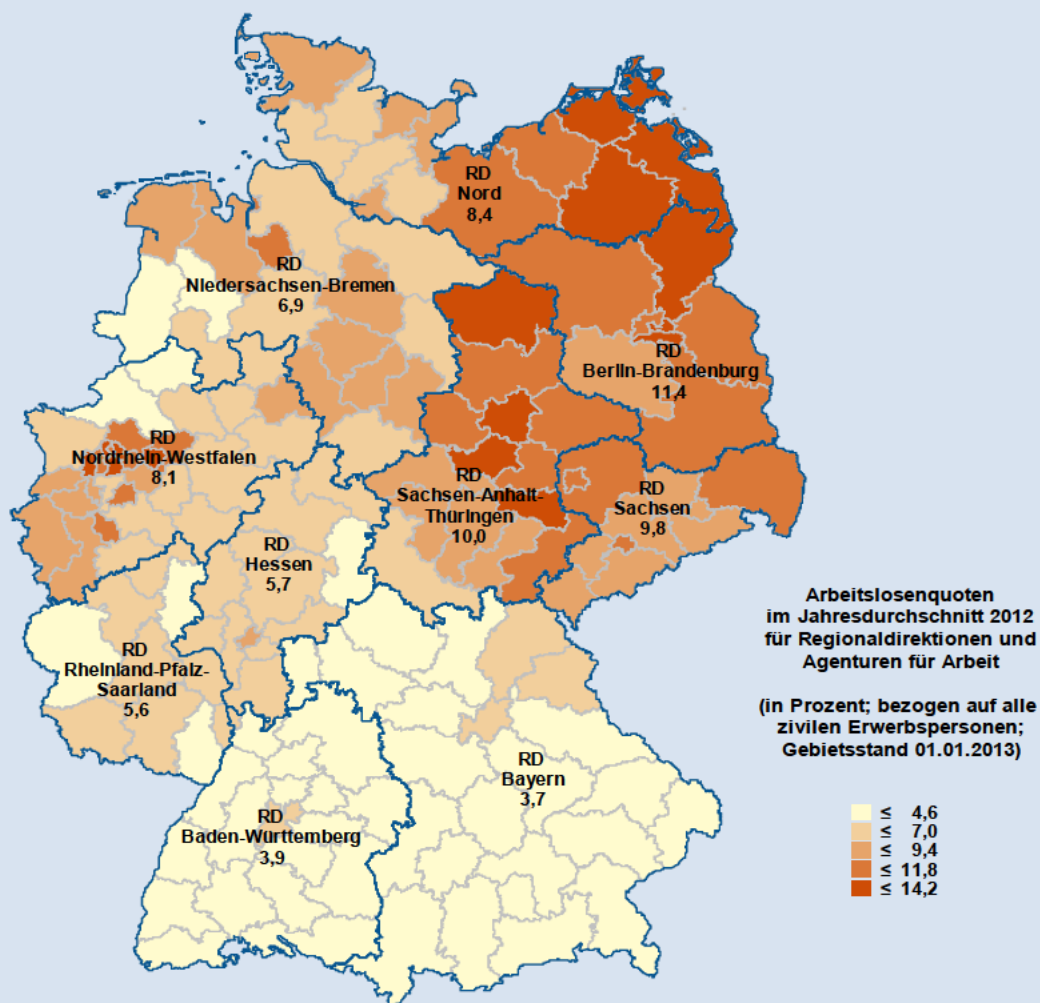 RD
Nord
8,4
RD
Niedersachsen-Bremen
6,9
RD
Berlin-Brandenburg
11,4
RD
Nordrhein-Westfalen
8,1
RD
Sachsen-Anhalt-
Thüringen
10,0
RD
Sachsen
9,8
RD
Hessen
5,7
RD
Rheinland-Pfalz-
Saarland
5,6
RD
Bayern
3,7
RD
Baden-Württemberg
3,9
Arbeitslosenquoten
im Jahresdurchschnitt 2012
für Regionaldirektionen und
Agenturen für Arbeit
(in Prozent; bezogen auf alle
zivilen Erwerbspersonen;
Gebietsstand 01.01.2013)
≤ 4,6
≤ 7,0
≤ 9,4
≤ 11,8
≤ 14,2